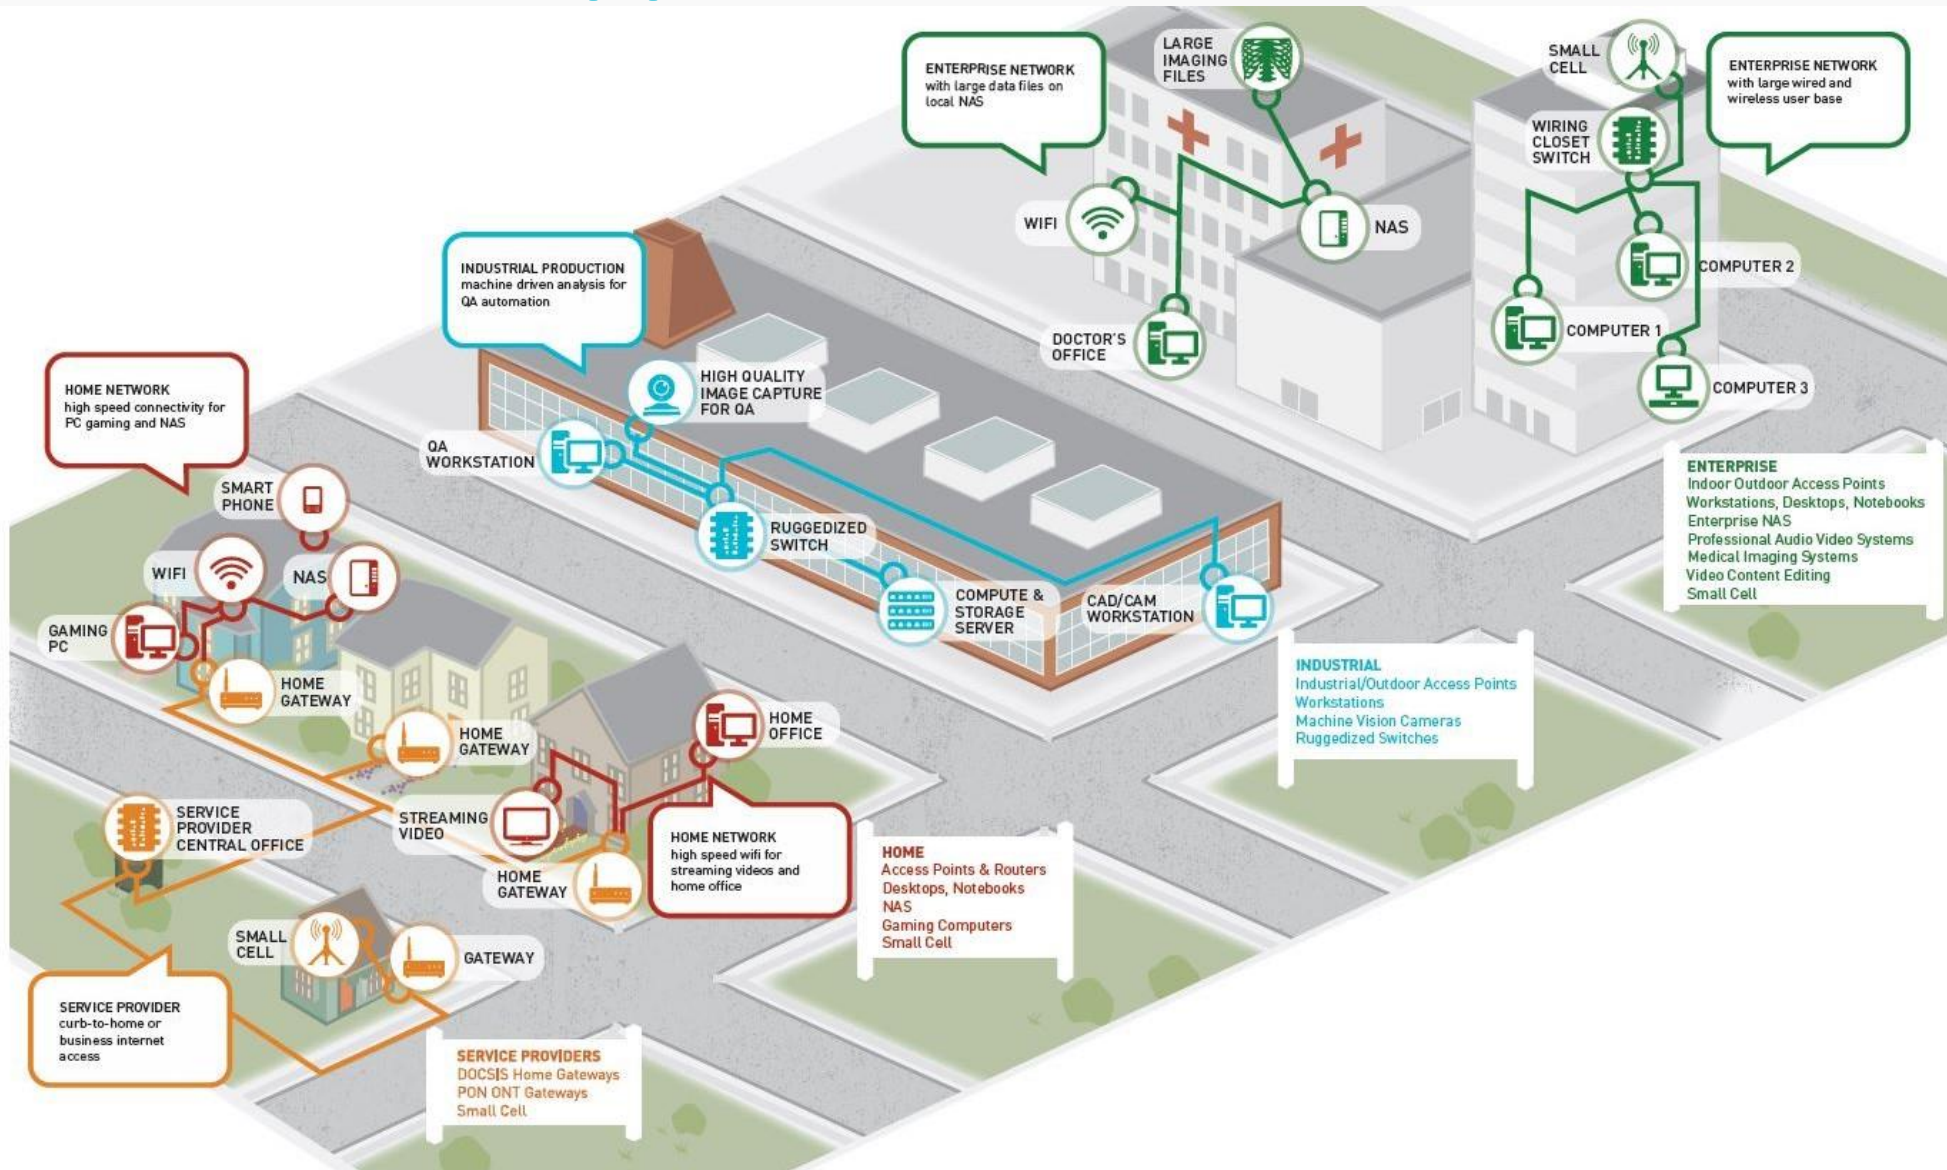 ENTERPRISE NETWORK
with large data files on
local NAS
LARGE
IMAGING
FILES
SMALL
CELL
ENTERPRISE NETWORK
with large wired and
wireless user base
WIRING
CLOSET
SWITCH
WIFI
NAS
DOCTOR'S
OFFICE
COMPUTER 2
COMPUTER 1
COMPUTER 3
INDUSTRIAL PRODUCTION
machine driven analysis for
QA automation
HIGH QUALITY
IMAGE CAPTURE
FOR QA
QA
WORKSTATION
RUGGEDIZED
SWITCH
COMPUTE &
STORAGE
SERVER
CAD/CAM
WORKSTATION
HOME NETWORK
high speed connectivity for
PC gaming and NAS
SMART
PHONE
WIFI
NAS
GAMING
PC
HOME
GATEWAY
HOME
GATEWAY
HOME
OFFICE
STREAMING
VIDEO
HOME
GATEWAY
HOME NETWORK
high speed wifi for
streaming videos and
home office
SERVICE
PROVIDER
CENTRAL OFFICE
SMALL
CELL
GATEWAY
SERVICE PROVIDER
curb-to-home or
business internet
access
ENTERPRISE
Indoor Outdoor Access Points
Workstations, Desktops, Notebooks
Enterprise NAS
Professional Audio Video Systems
Medical Imaging Systems
Video Content Editing
Small Cell
INDUSTRIAL
Industrial/Outdoor Access Points
Workstations
Machine Vision Cameras
Ruggedized Switches
HOME
Access Points & Routers
Desktops, Notebooks
NAS
Gaming Computers
Small Cell
SERVICE PROVIDERS
DOCSIS Home Gateways
PON ONT Gateways
Small Cell